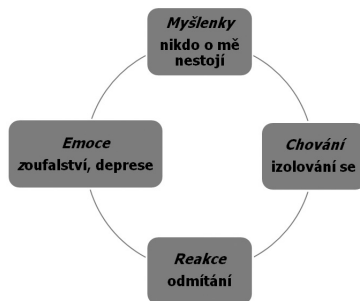 Myšlenky
nikdo o mě
nestojí
Emoce
zoufalství, deprese
Chování
izolování se
Reakce
odmítání